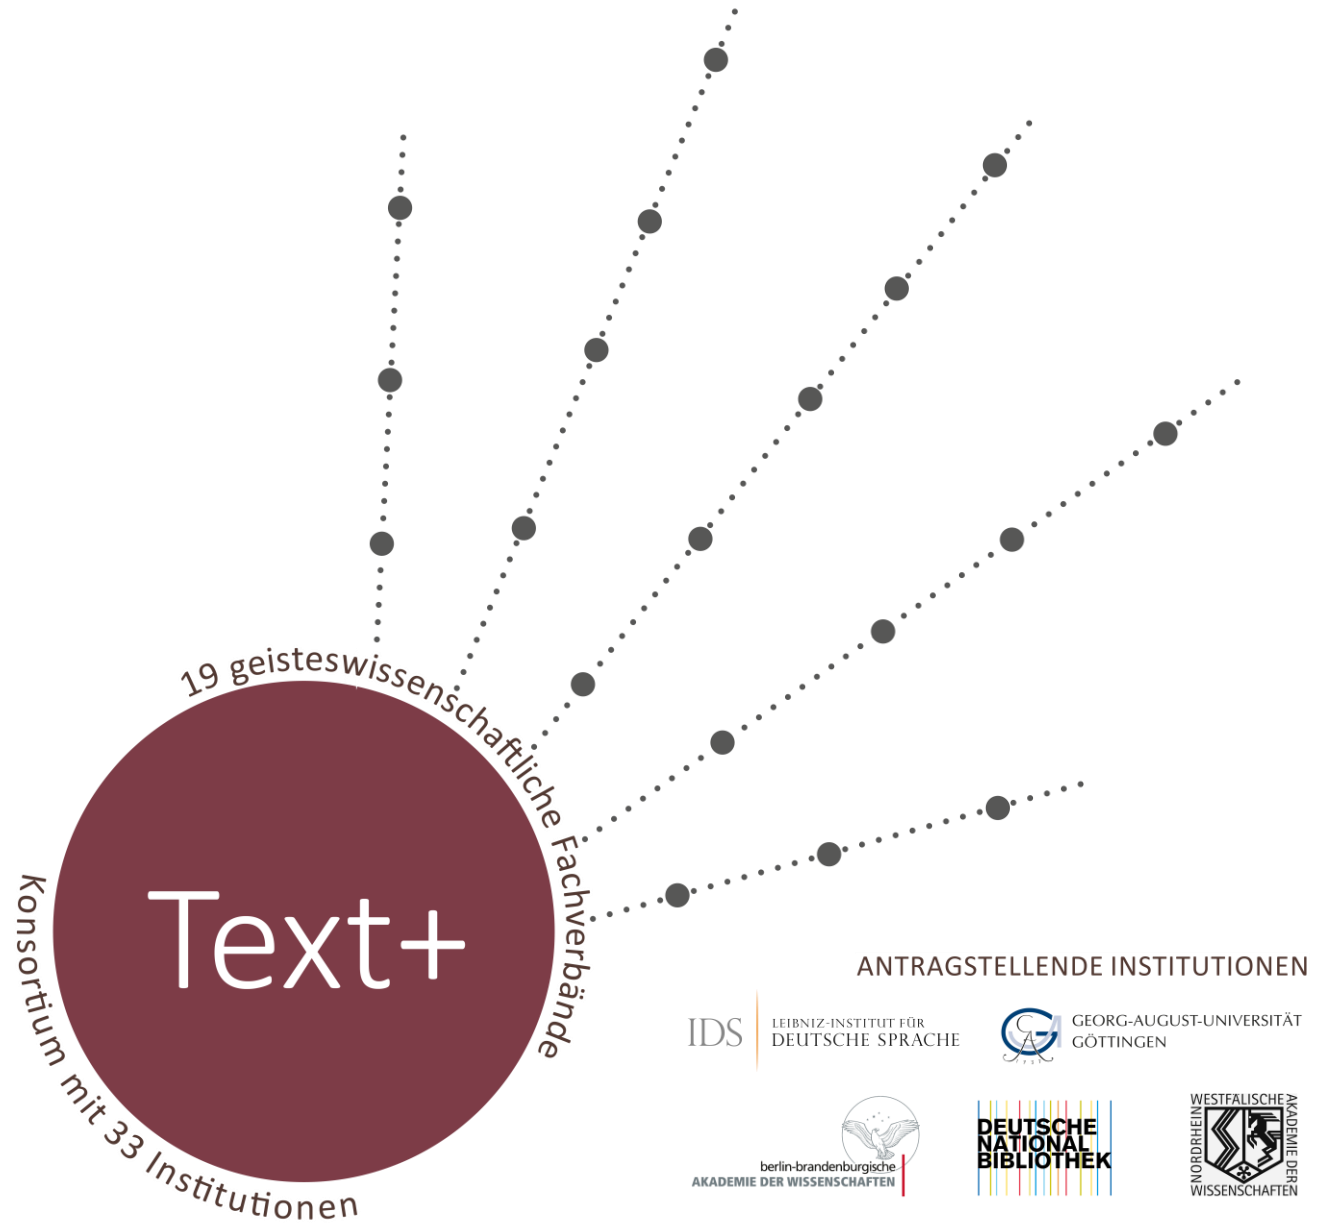 19 geisteswissenschaftliche Fachverbände
Text+
Konsortium mit 33 Institutionen
ANTRAGSTELLENDE INSTITUTIONEN
IDS
LEIBNIZ-INSTITUT FÜR
DEUTSCHE SPRACHE
GEORG-AUGUST-UNIVERSITÄT
GÖTTINGEN
berlin-brandenburgische
AKADEMIE DER WISSENSCHAFTEN
DEUTSCHE
NATIONAL
BIBLIOTHEK
NORDRHEIN
WESTFÄLISCHE
AKADEMIE DER
WISSENSCHAFTEN